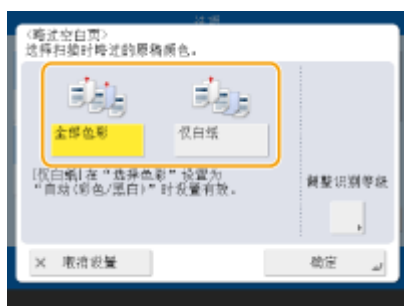 选项
<略过空白页>
选择扫描时略过的原稿颜色。
全部色彩
仅白纸
[仅白纸]在“选择色彩”设置为
“自动(彩色/黑白)”时设置有效。
调整识别等级
× 取消设置
确定